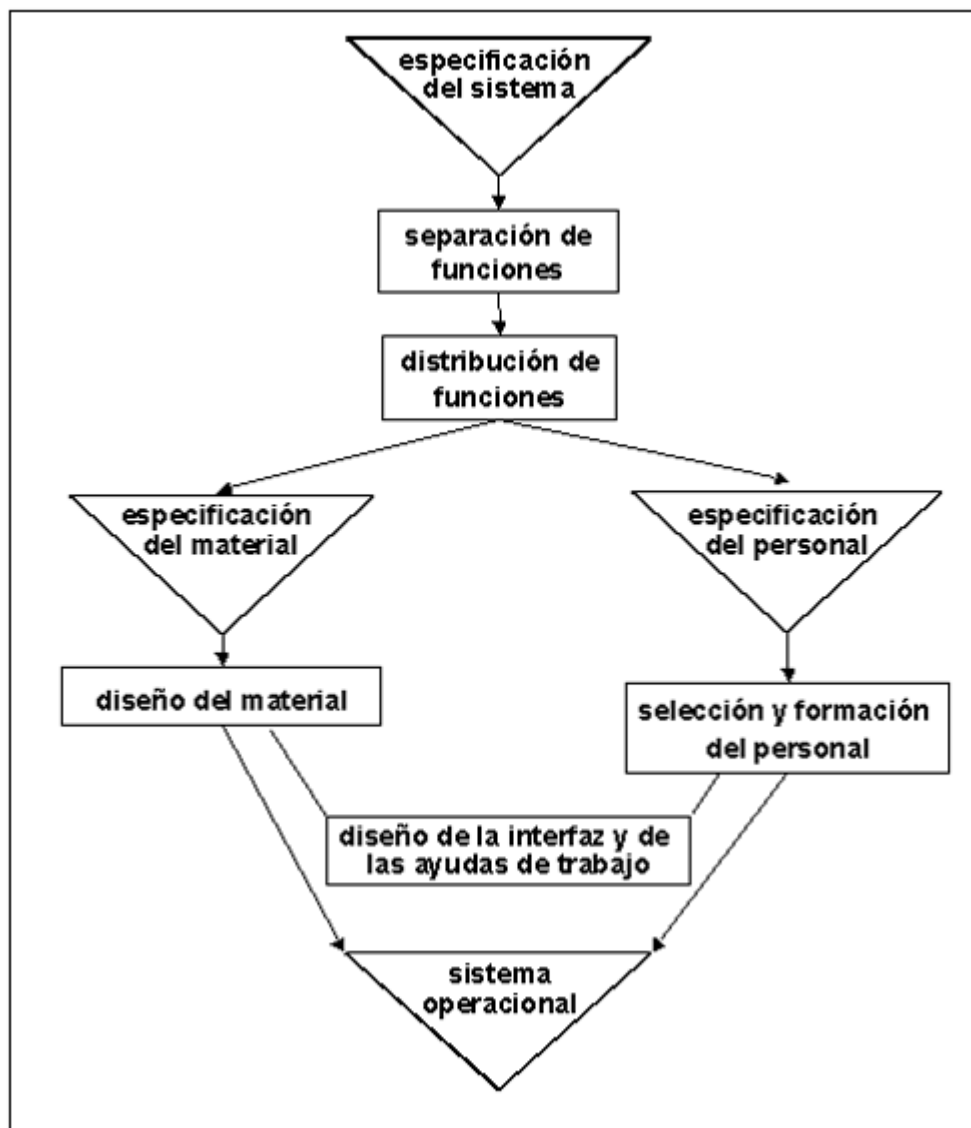 especificación
del sistema
separación de
funciones
distribución de
funciones
especificación
del material
especificación
del personal
diseño del material
selección y formación
del personal
diseño de la interfaz y de
las ayudas de trabajo
sistema
operacional